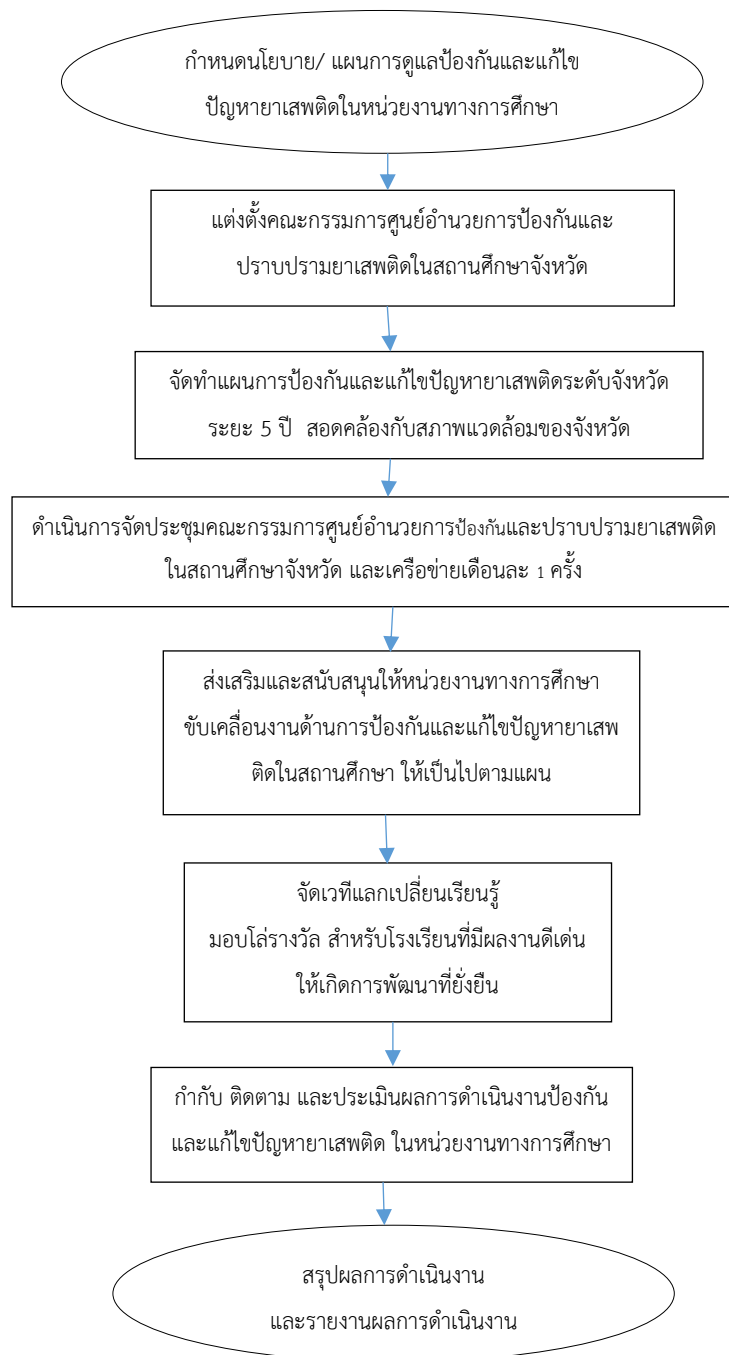 กำหนดนโยบาย/ แผนการดูแลป้องกันและแก้ไข
ปัญหายาเสพติดในหน่วยงานทางการศึกษา
แต่งตั้งคณะกรรมการศูนย์อำนวยการป้องกันและ
ปราบปรามยาเสพติดในสถานศึกษาจังหวัด
จัดทำแผนการป้องกันและแก้ไขปัญหายาเสพติดระดับจังหวัด
ระยะ 5 ปี สอดคล้องกับสภาพแวดล้อมของจังหวัด
ดำเนินการจัดประชุมคณะกรรมการศูนย์อำนวยการป้องกันและปราบปรามยาเสพติด
ในสถานศึกษาจังหวัด และเครือข่ายเดือนละ 1 ครั้ง
ส่งเสริมและสนับสนุนให้หน่วยงานทางการศึกษา
ขับเคลื่อนงานด้านการป้องกันและแก้ไขปัญหายาเสพ
ติดในสถานศึกษา ให้เป็นไปตามแผน
จัดเวทีแลกเปลี่ยนเรียนรู้
มอบโล่รางวัล สำหรับโรงเรียนที่มีผลงานดีเด่น
ให้เกิดการพัฒนาที่ยั่งยืน
กำกับ ติดตาม และประเมินผลการดำเนินงานป้องกัน
และแก้ไขปัญหายาเสพติด ในหน่วยงานทางการศึกษา
สรุปผลการดำเนินงาน
และรายงานผลการดำเนินงาน